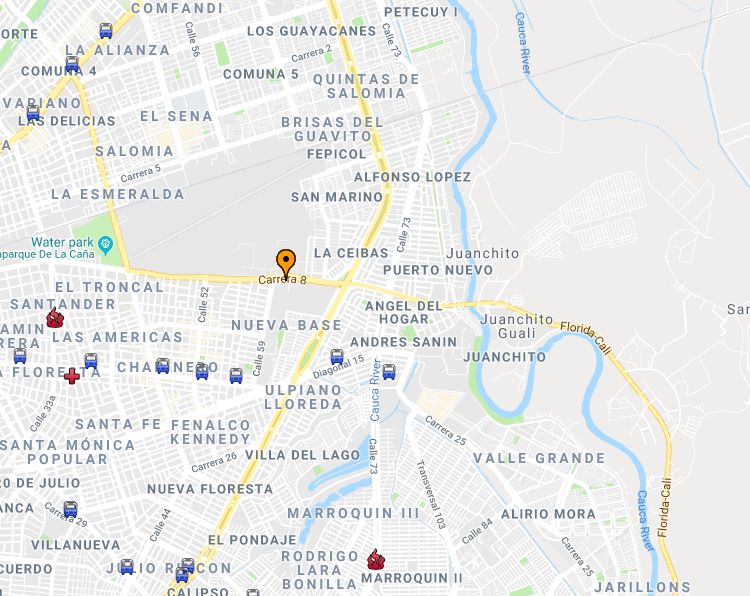 COMFANDI
PETECUY I
ORTE
Calle 56
LOS GUAYACANES
Calle 73
Cauca River
LA ALIANZA
Carrera 2
COMUNA 4
COMUNA 5
QUINTAS DE
SALOMIA
VARIANO
LAS DELICIAS
EL SENA
BRISAS DEL
GUAVITO
A
SALOMIA
FEPICOL
Carrera 5
ALFONSO LOPEZ
LA ESMERALDA
SAN MARINO
Calle 73
Water park
aparque De La Caña
LA CEIBAS
Juanchito
PUERTO NUEVO
Carrera 8
EL TRONCAL
Calle 52
SANTANDER
ANGEL DEL
HOGAR
Juanchito
Guali
San
AMIN
RERA
LAS AMERICAS
NUEVA BASE
Florida-Cali
ANDRES SANIN
JUANCHITO
Calle 59
Diagonal 15
A FLORESTA
CHAPINERO
Cauca River
ULPIANO
LLOREDA
Calle 33a
SANTA FE
FENALCO
KENNEDY
Carrera 25
SANTA MÓNICA
POPULAR
Calle 73
VILLA DEL LAGO
VALLE GRANDE
Carrera 26
20 DE JULIO
NUEVA FLORESTA
Transversal 103
Florida-Cali
Cauca River
ANCA
Carrera 29
Calle 44
MARROQUIN III
ALIRIO MORA
Calle 84
VILLANUEVA
EL PONDAJE
Carrera 25
CUERDO
JULIO RINCON
RODRIGO
LARA
BONILLA
MARROQUIN II
CALIPSO
JARILLONS